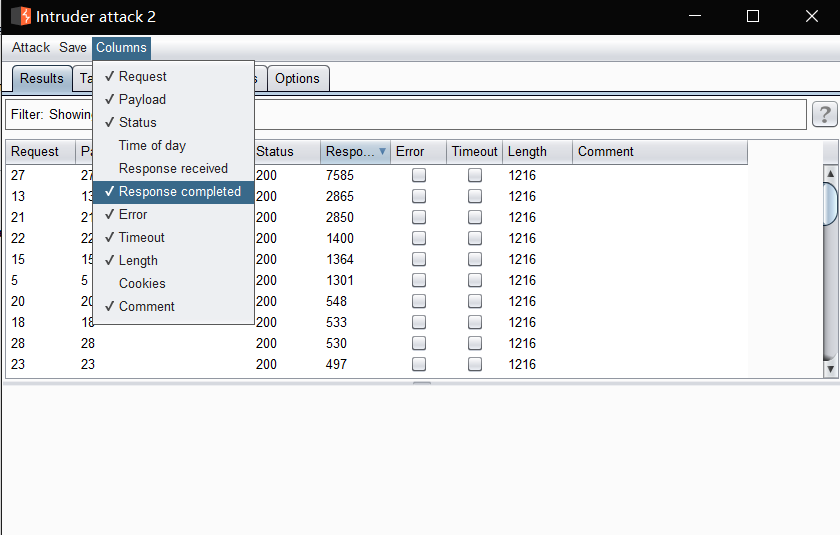 Intruder attack 2
Attack Save Columns
Results Ta s Options
Filter: Showin
?
Request
Payload
Status
Time of day
Response received
Response completed
Error
Timeout
Length
Cookies
Comment
Request Pa Status Respo... Error Timeout Length Comment
27 27 200 7585 1216
13 13 200 2865 1216
21 21 200 2850 1216
22 22 200 1400 1216
15 15 200 1364 1216
5 5 200 1301 1216
20 20 200 548 1216
18 18 200 533 1216
28 28 200 530 1216
23 23 200 497 1216